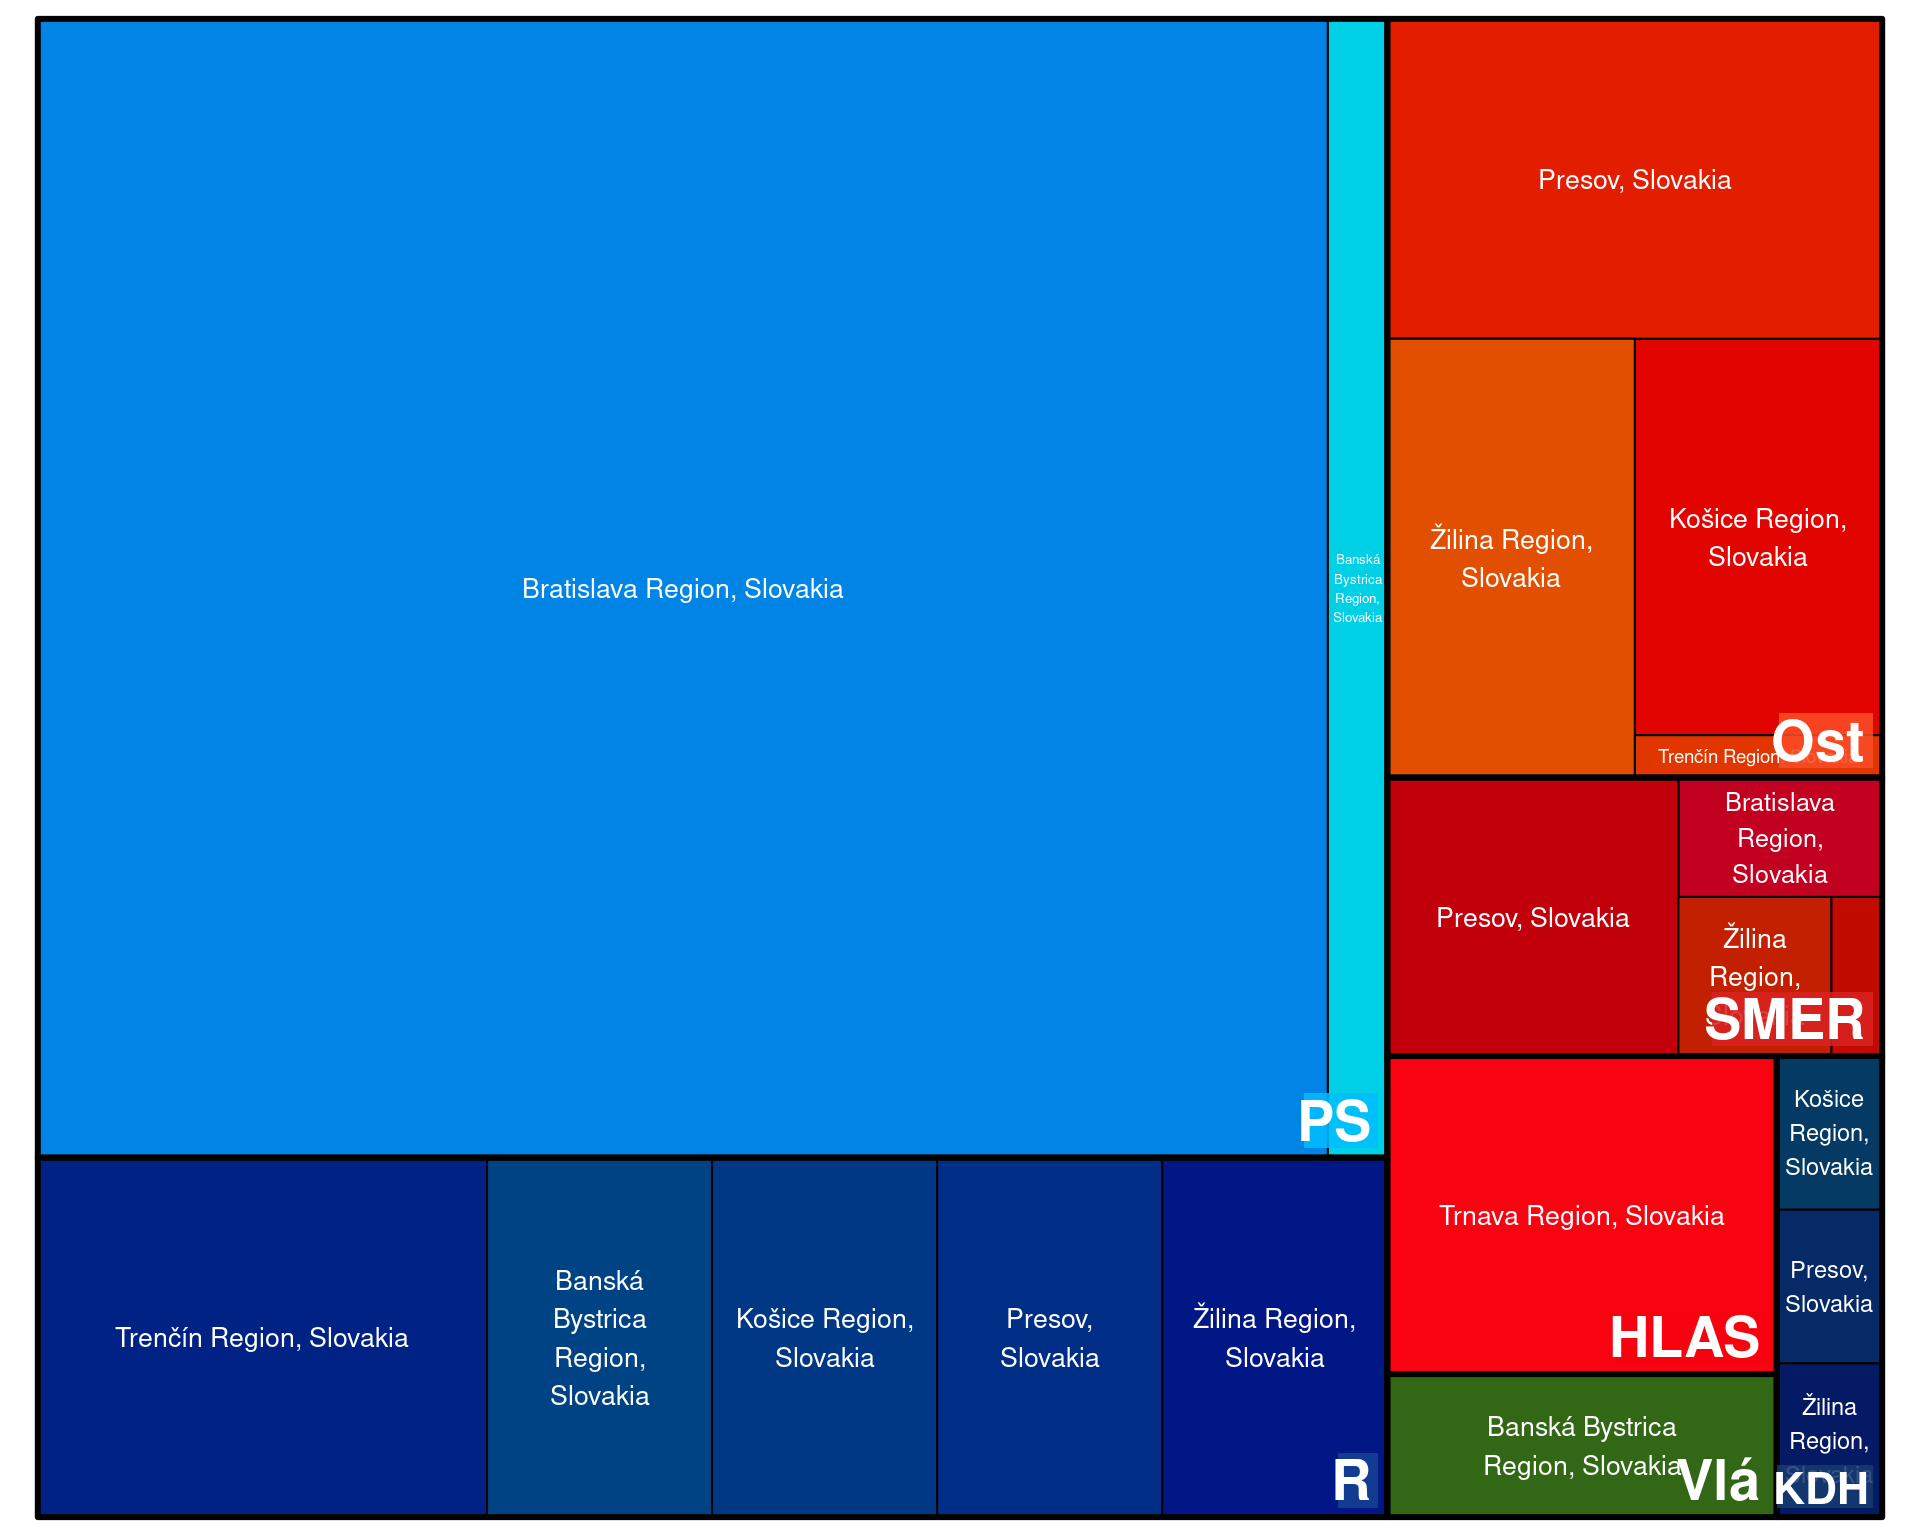 Bratislava Region, Slovakia
Banská
Bystrica
Region,
Slovakia
PS
Trenčín Region, Slovakia
Banská
Bystrica
Region,
Slovakia
Košice Region,
Slovakia
Presov,
Slovakia
Žilina Region,
Slovakia
R
Presov, Slovakia
Žilina Region,
Slovakia
Košice Region,
Slovakia
Trenčín Region
Ost
Presov, Slovakia
Bratislava
Region,
Slovakia
Žilina
Region,
SMER
Trnava Region, Slovakia
HLAS
Banská Bystrica
Region, Slovakia
Vlá
Košice
Region,
Slovakia
Presov,
Slovakia
Žilina
Region,
KDH